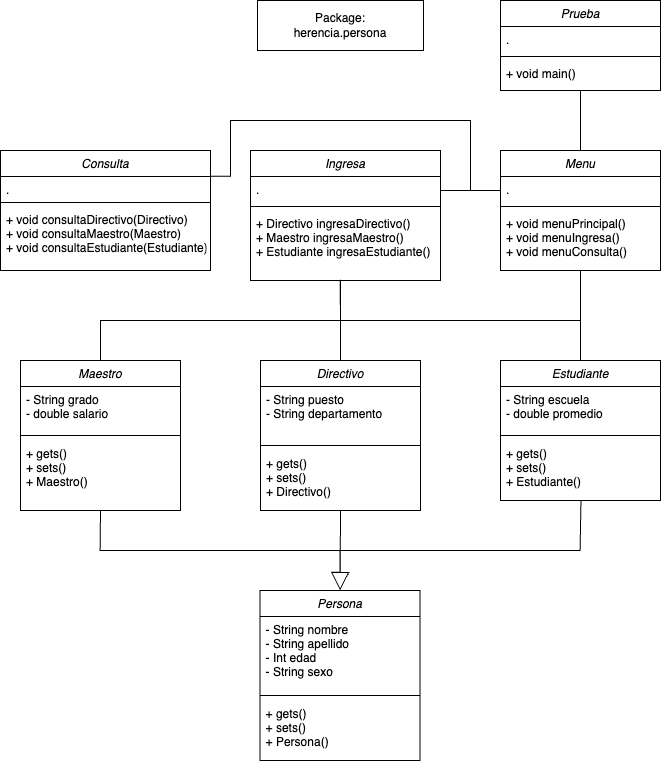 Package:
herencia.persona
Prueba
.
+ void main()
Consulta
.
+ void consultaDirectivo(Directivo)
+ void consultaMaestro(Maestro)
+ void consultaEstudiante(Estudiante)
Ingresa
.
+ Directivo ingresaDirectivo()
+ Maestro ingresaMaestro()
+ Estudiante ingresaEstudiante()
Menu
.
+ void menuPrincipal()
+ void menuIngresa()
+ void menuConsulta()
Maestro
- String grado
- double salario
+ gets()
+ sets()
+ Maestro()
Directivo
- String puesto
- String departamento
+ gets()
+ sets()
+ Directivo()
Estudiante
- String escuela
- double promedio
+ gets()
+ sets()
+ Estudiante()
Persona
- String nombre
- String apellido
- Int edad
- String sexo
+ gets()
+ sets()
+ Persona()